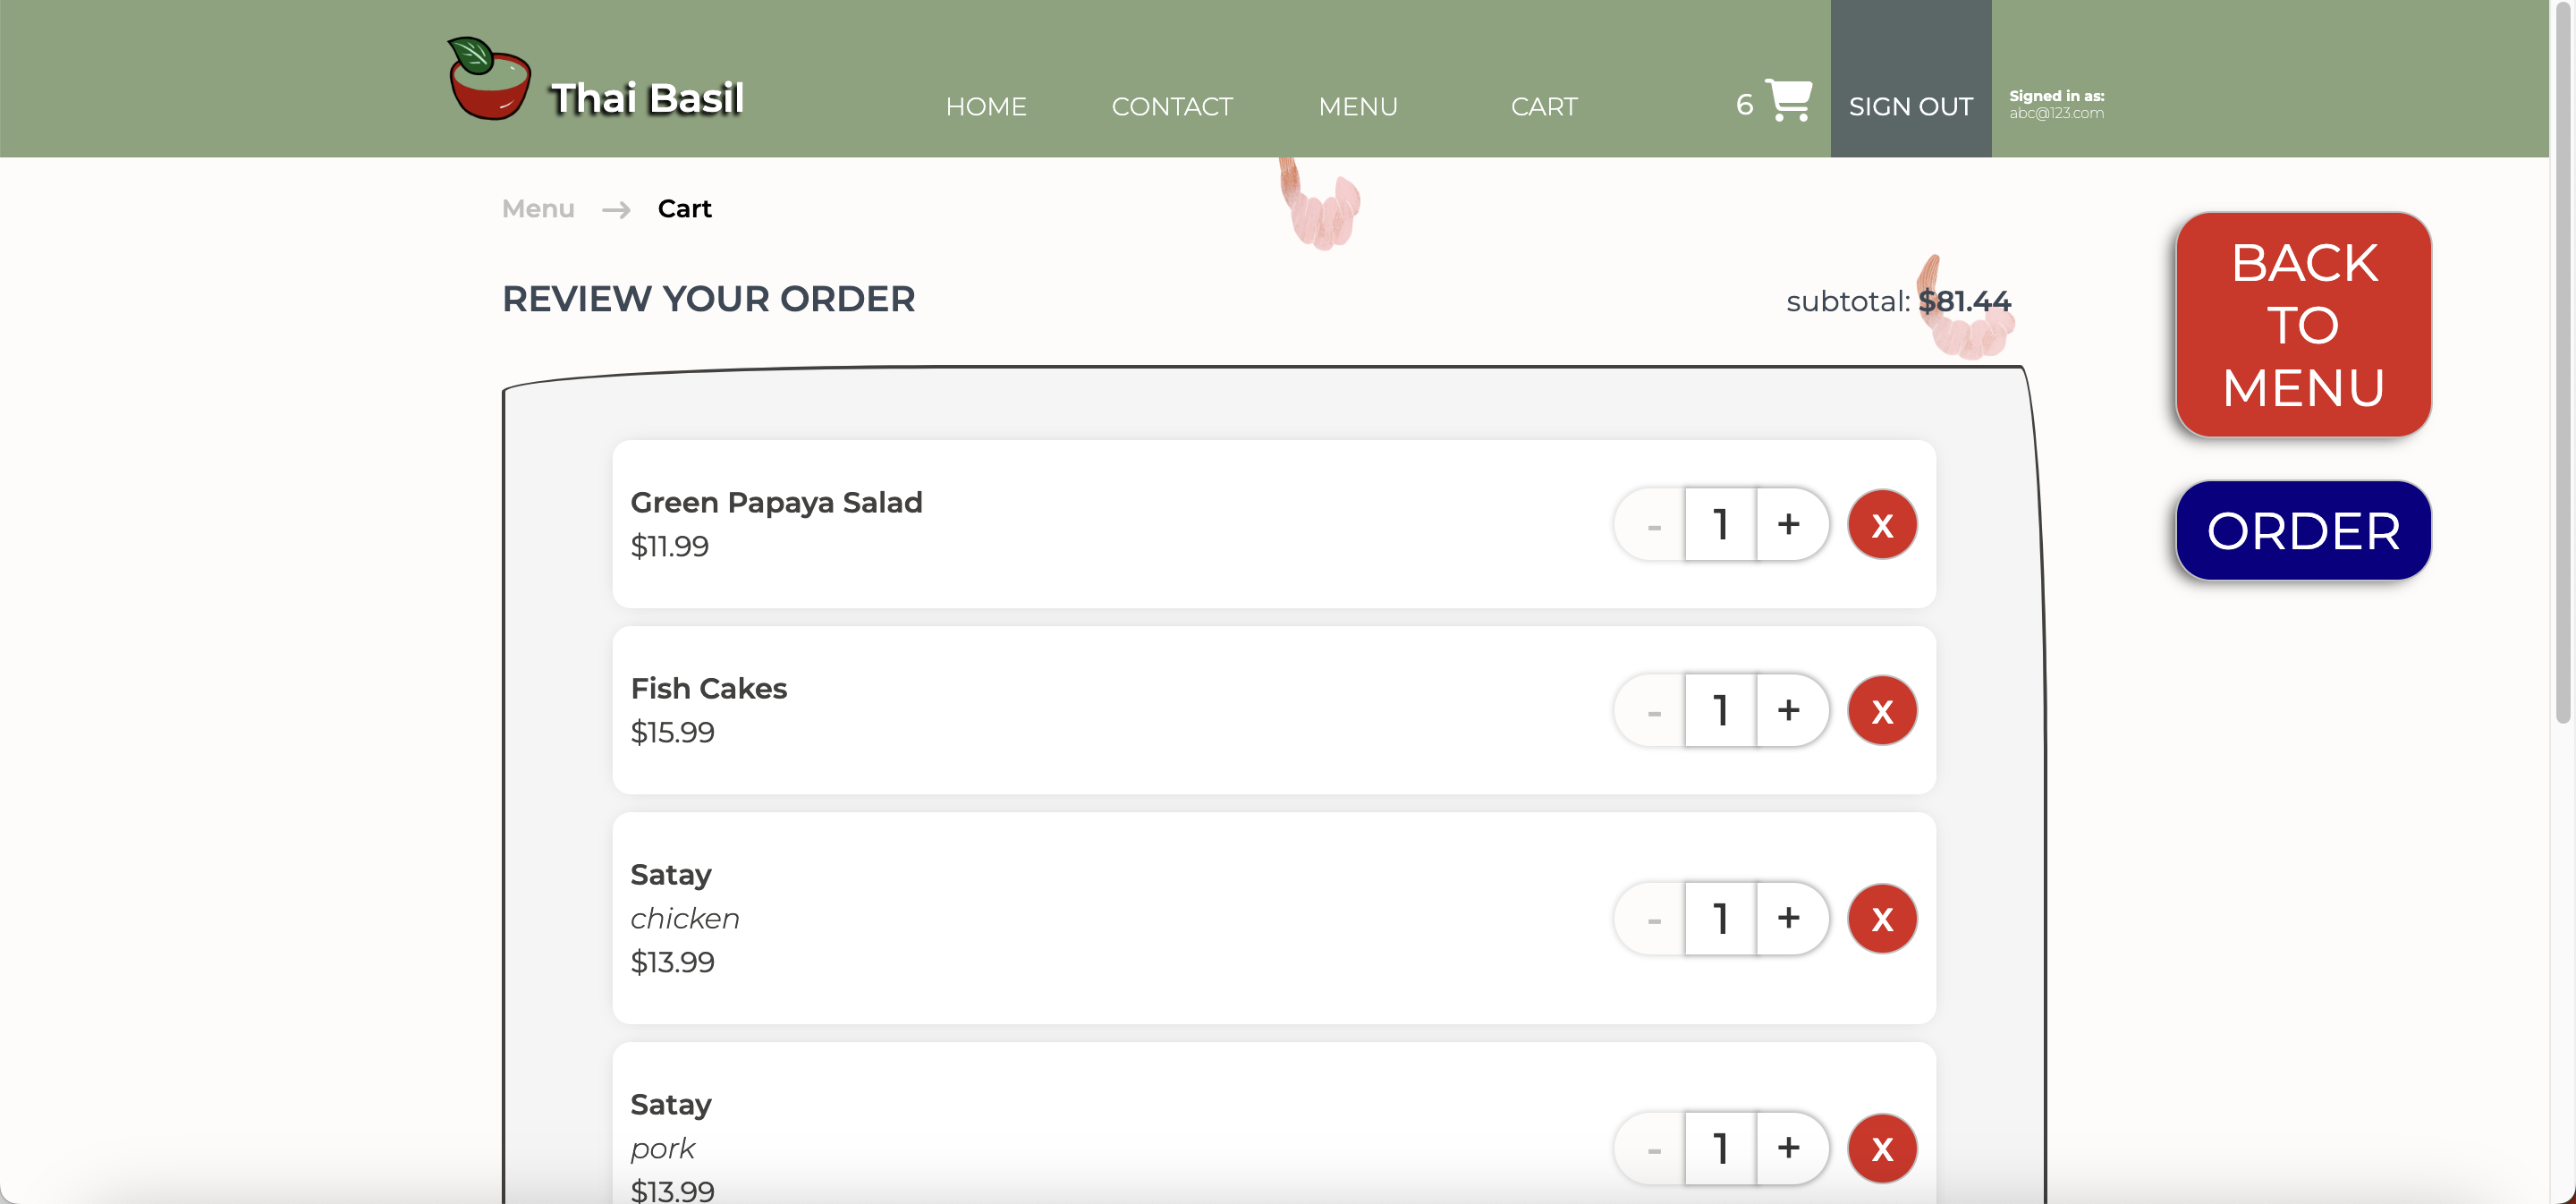 Thai Basil
HOME
CONTACT
MENU
CART
6
SIGN OUT
Signed in as:
abc@123.com
Menu → Cart
REVIEW YOUR ORDER
subtotal: $81.44
BACK
TO
MENU
ORDER
Green Papaya Salad
$11.99
- 1 + X
Fish Cakes
$15.99
- 1 + X
Satay
chicken
$13.99
- 1 + X
Satay
pork
$13.99
- 1 + X